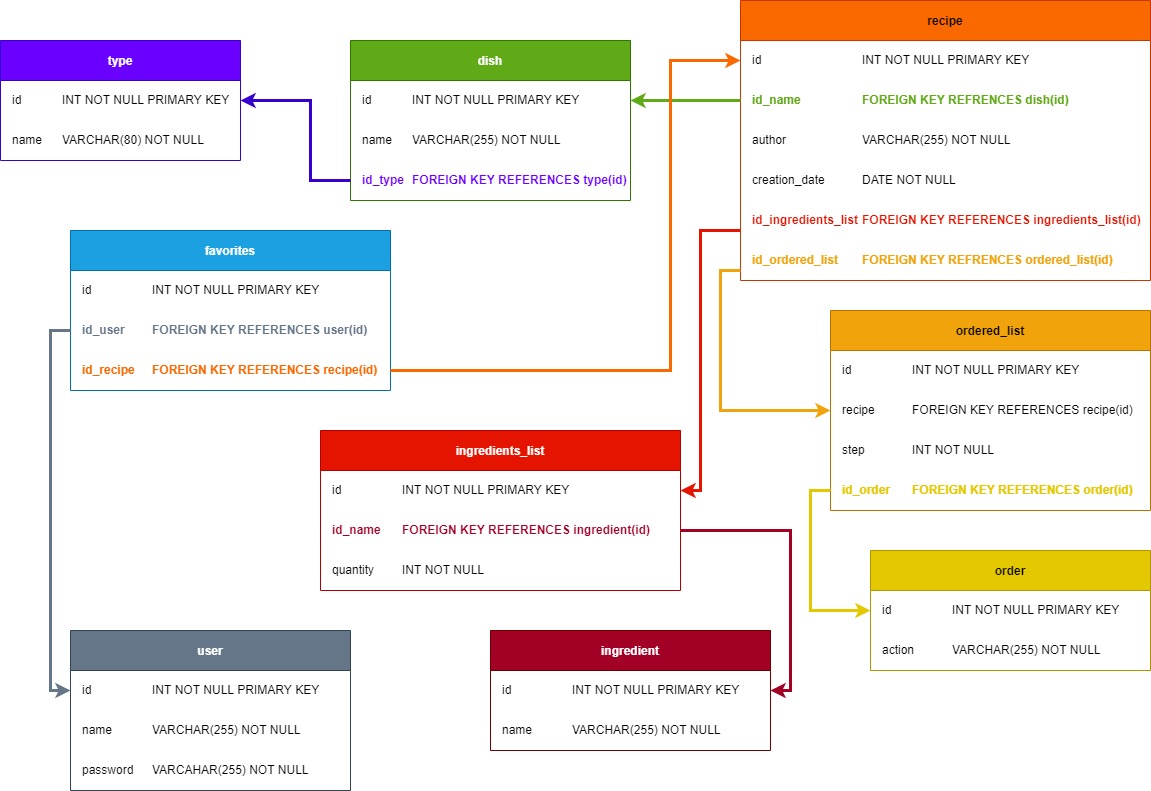 type
id INT NOT NULL PRIMARY KEY
name VARCHAR(80) NOT NULL
dish
id INT NOT NULL PRIMARY KEY
name VARCHAR(255) NOT NULL
id_type FOREIGN KEY REFERENCES type(id)
recipe
id INT NOT NULL PRIMARY KEY
id_name FOREIGN KEY REFRENCES dish(id)
author VARCHAR(255) NOT NULL
creation_date DATE NOT NULL
id_ingredients_list FOREIGN KEY REFERENCES ingredients_list(id)
id_ordered_list FOREIGN KEY REFRENCES ordered_list(id)
favorites
id INT NOT NULL PRIMARY KEY
id_user FOREIGN KEY REFERENCES user(id)
id_recipe FOREIGN KEY REFERENCES recipe(id)
ordered_list
id INT NOT NULL PRIMARY KEY
recipe FOREIGN KEY REFERENCES recipe(id)
step INT NOT NULL
id_order FOREIGN KEY REFERENCES order(id)
ingredients_list
id INT NOT NULL PRIMARY KEY
id_name FOREIGN KEY REFERENCES ingredient(id)
quantity INT NOT NULL
order
id INT NOT NULL PRIMARY KEY
action VARCHAR(255) NOT NULL
user
id INT NOT NULL PRIMARY KEY
name VARCHAR(255) NOT NULL
password VARCAHAR(255) NOT NULL
ingredient
id INT NOT NULL PRIMARY KEY
name VARCHAR(255) NOT NULL